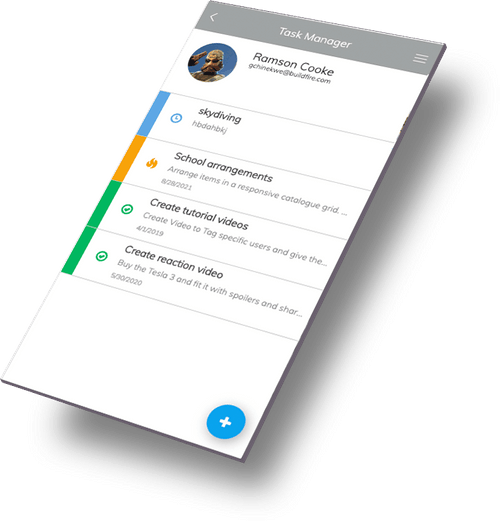 Task Manager
Ramson Cooke
gchinekwe@buildfire.com
skydiving
hbdahbkj
School arrangements
Arrange items in a responsive catalogue grid. ...
8/28/2021
Create tutorial videos
Create Video to Tag specific users and give the...
4/1/2019
Create reaction video
Buy the Tesla 3 and fit it with spoilers and shar...
5/30/2020